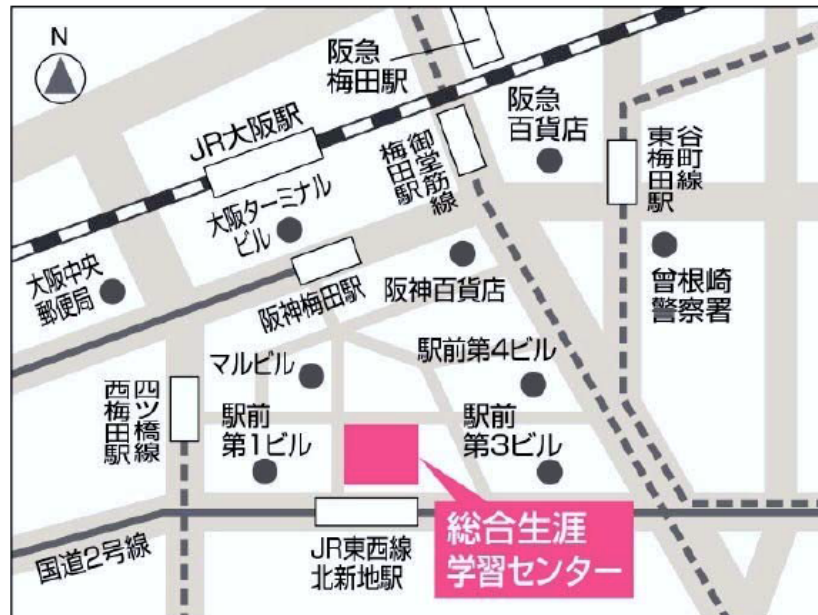 N
阪急
梅田駅
阪急
百貨店
JR大阪駅
御堂筋線
梅田駅
谷町線
東梅田駅
大阪ターミナル
ビル
大阪中央
郵便局
阪神梅田駅
阪神百貨店
曾根崎
警察署
マルビル
駅前第4ビル
四ツ橋線
西梅田駅
駅前
第1ビル
駅前
第3ビル
総合生涯
学習センター
国道2号線
JR東西線
北新地駅